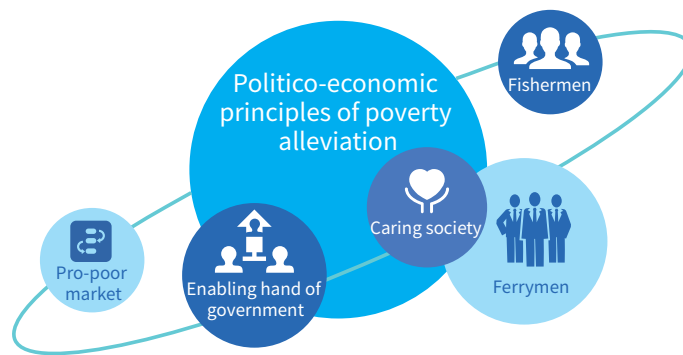 Politico-economic
principles of poverty
alleviation
Fishermen
Caring society
Ferrymen
Pro-poor
market
Enabling hand of
government